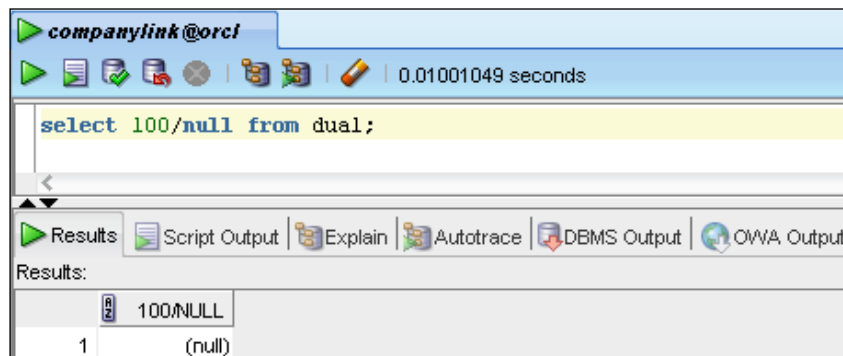 companylink@orcl
0.01001049 seconds
select 100/null from dual;
Results Script Output Explain Autotrace DBMS Output OWA Output
Results:
100/NULL
1 (null)